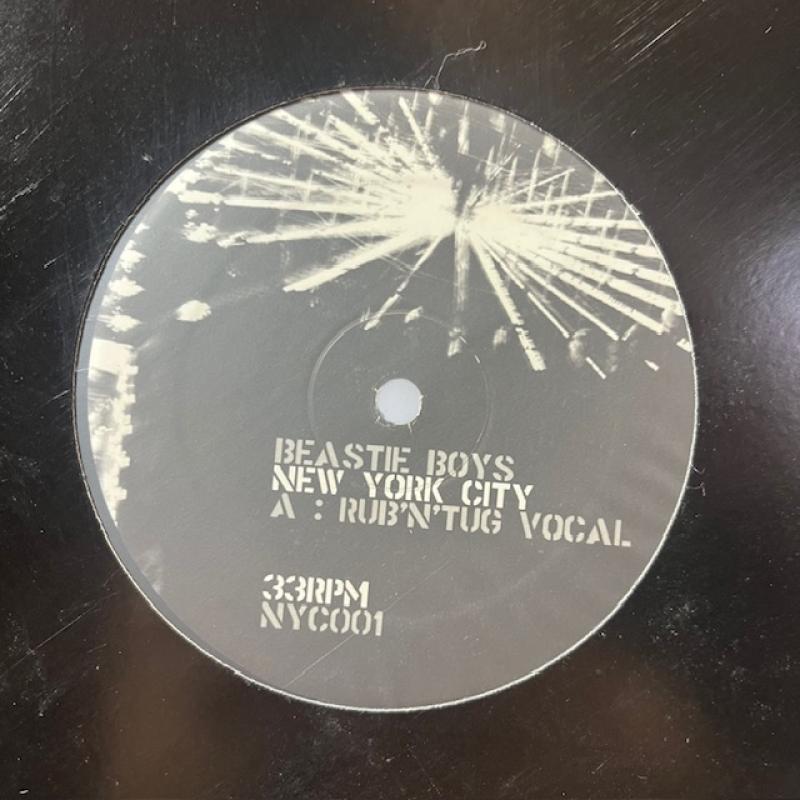 BEASTIE BOYS
NEW YORK CITY
A : RUB'N'TUG VOCAL
33RPM
NYC001